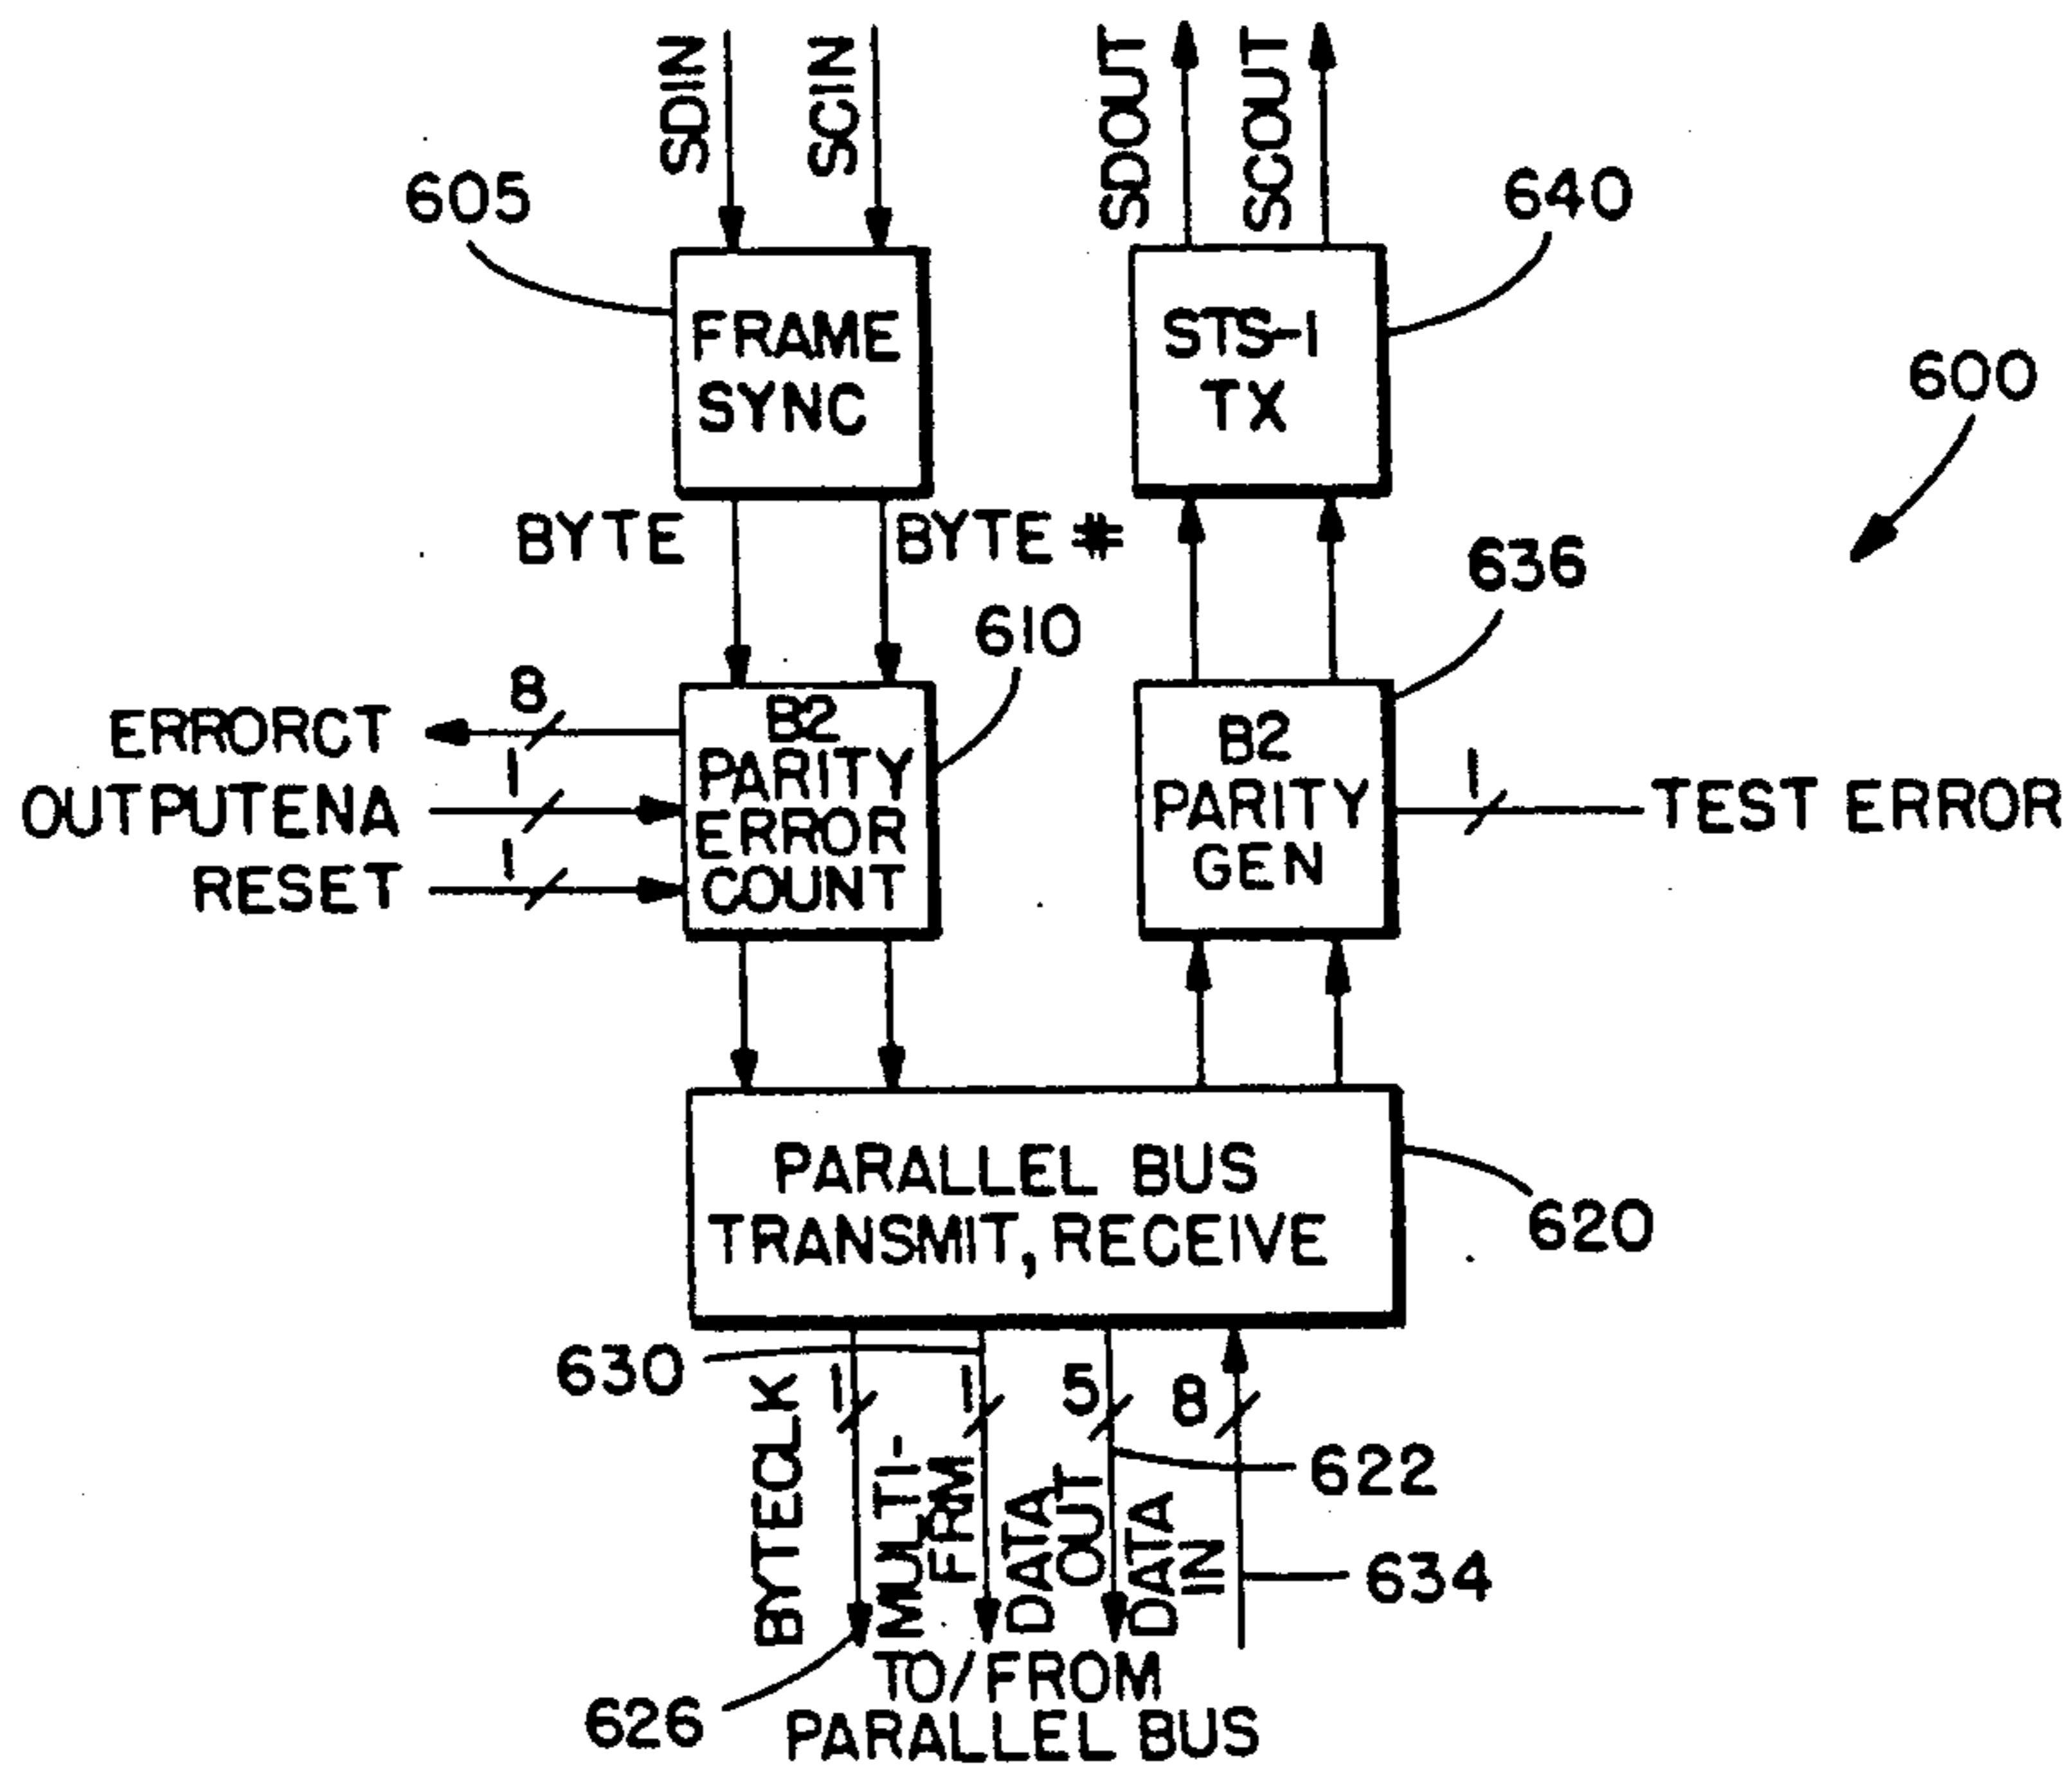 SDIN
SCIN
SDOUT
SCOUT
605
640
FRAME
SYNC
STS-1
TX
600
BYTE
BYTE #
636
610
8
ERRORCT
1
OUTPUTENA
1
RESET
B2
PARITY
ERROR
COUNT
B2
PARITY
GEN
1
TEST ERROR
PARALLEL BUS
TRANSMIT, RECEIVE
620
630
1
1
5
8
BYTECLK
MULTI-
FRM
DATA
OUT
DATA
IN
622
634
626
TO/FROM
PARALLEL BUS